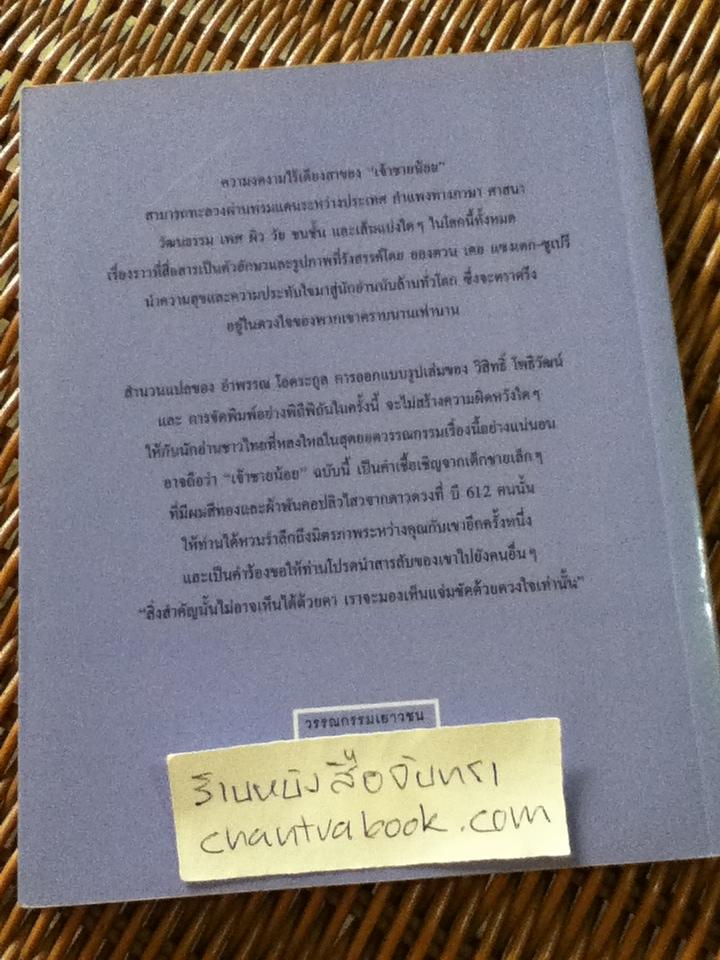 ความงดงามไร้เดียงสาของ “เจ้าชายน้อย”
สามารถทะลวงผ่านพรมแดนระหว่างประเทศ กำแพงทางภาษา ศาสนา
วัฒนธรรม เพศ ผิว วัย ชนชั้น และเส้นแบ่งใดๆ ในโลกนี้ทั้งหมด
เรื่องราวที่สื่อสารเป็นตัวอักษรและรูปภาพที่รังสรรค์โดย อองตวน เดอ แซงเตก-ซูเปรี
นำความสุขและความประทับใจมาสู่นักอ่านนับล้านทั่วโลก ซึ่งจะตราตรึง
อยู่ในดวงใจของพวกเขาตราบนานเท่านาน
สำนวนแปลของ อำพรรณ โอตระกูล การออกแบบรูปเล่มของ วิสิทธิ์ โพธิวัฒน์
และ การจัดพิมพ์อย่างพิถีพิถันในครั้งนี้ จะไม่สร้างความผิดหวังใดๆ
ให้กับนักอ่านชาวไทยที่หลงใหลในสุดยอดวรรณกรรมเรื่องนี้อย่างแน่นอน
อาจถือว่า “เจ้าชายน้อย” ฉบับนี้ เป็นคำเชื้อเชิญจากเด็กชายเล็กๆ
ที่มีผมสีทองและผ้าพันคอปลิวไสวจากดาวดวงที่ บี 612 คนนั้น
ให้ท่านได้หวนรำลึกถึงมิตรภาพระหว่างคุณกับเขาอีกครั้งหนึ่ง
และเป็นคำร้องขอให้ท่านโปรดนำสารลับของเขาไปยังคนอื่นๆ
“สิ่งสำคัญนั้นไม่อาจเห็นได้ด้วยตา เราจะมองเห็นแจ่มชัดด้วยดวงใจเท่านั้น”
วรรณกรรมเยาวชน
ร้านหนังสือจันทรา
chantrabook.com